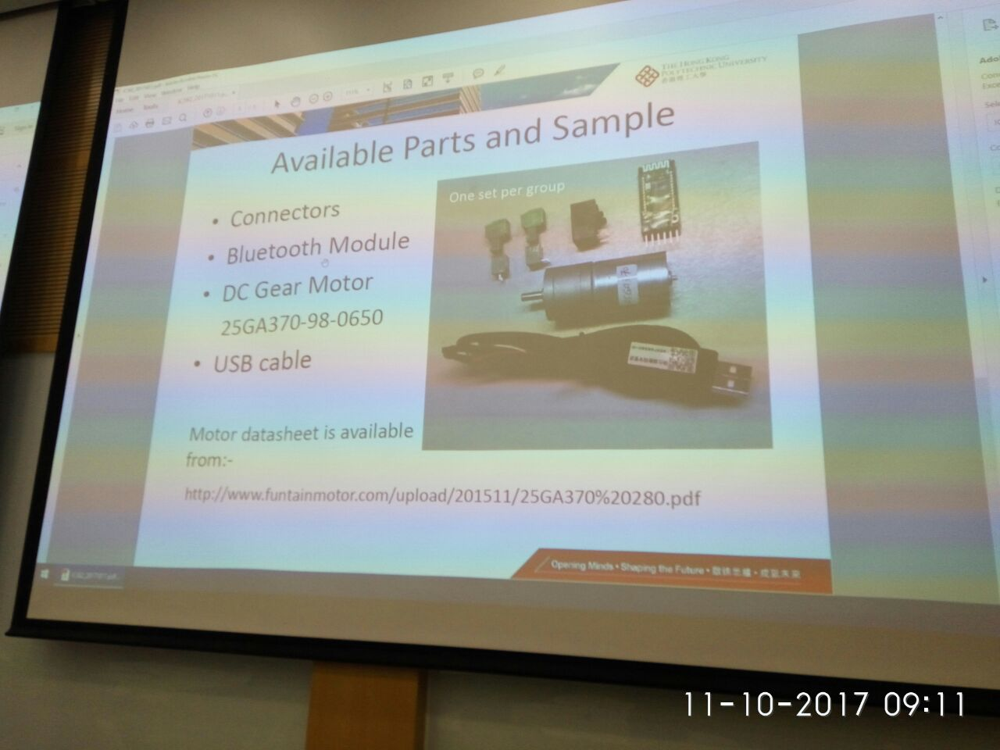 THE HONG KONG
POLYTECHNIC UNIVERSITY
香港理工大學
Home Tools
Available Parts and Sample
• Connectors
• Bluetooth Module
• DC Gear Motor
25GA370-98-0650
• USB cable
One set per group
Motor datasheet is available
from:-
http://www.funtainmotor.com/upload/201511/25GA370%20280.pdf
Opening Minds • Shaping the Future • 啟迪思維 • 成就未來
11-10-2017 09:11